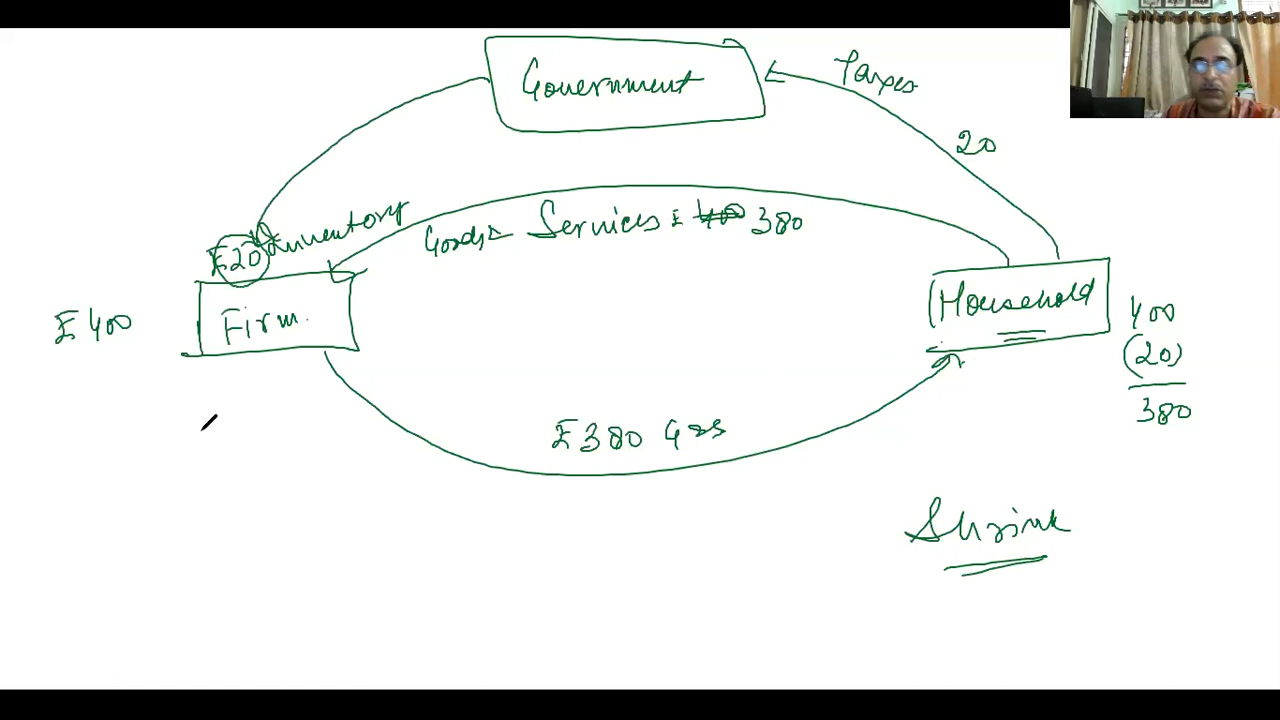 Government
Taxes
20
Goods & Services £ 400 380
£20 Inventory
£ 400
Firm.
Household
400
(20)
380
£380 G&S
Shrink